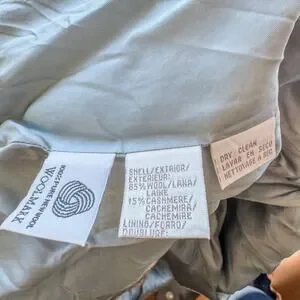 100% PURE NEW WOOL
WOOLMARK
SHELL/EXTRIOR/
EXTERIEUR:
85% WOOL/LANA/
LAINE
15% CASHMERE/
CACHEMIRA/
CACHEMIRE
LINING/FORRO/
DOUBLURE:
DRY CLEAN
LAVAR EN SECO
NETTOYAGE A SEC